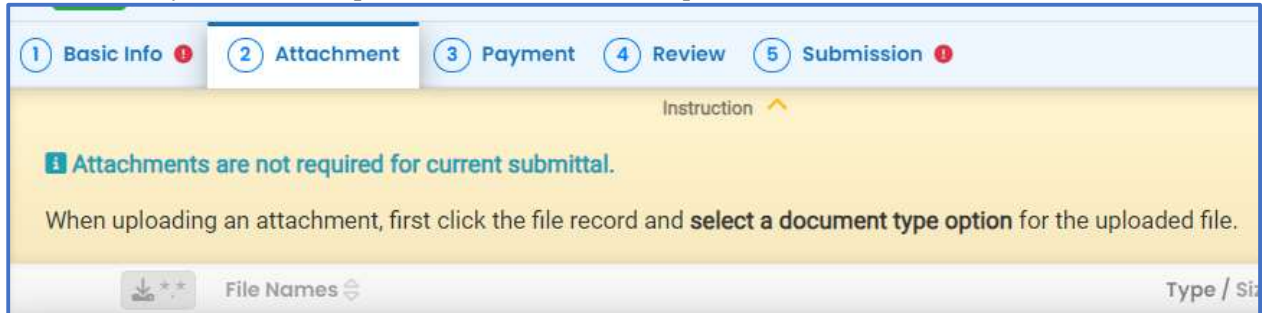 1 Basic Info ! 2 Attachment 3 Payment 4 Review 5 Submission !
Instruction
i Attachments are not required for current submittal.
When uploading an attachment, first click the file record and select a document type option for the uploaded file.
*.* File Names Type /